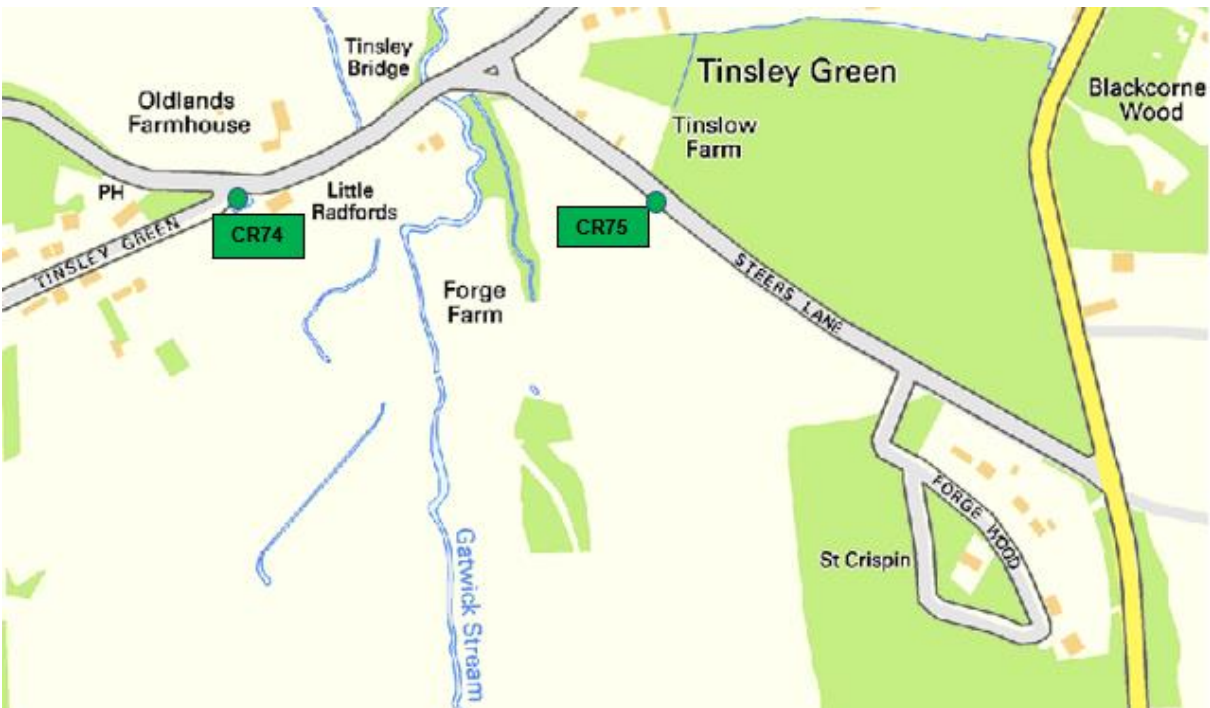 Tinsley
Bridge
Tinsley Green
Oldlands
Farmhouse
Blackcorne
Wood
Tinslow
Farm
PH
Little
Radfords
CR74
CR75
TINSLEY GREEN
STEERS LANE
Forge
Farm
FORGE WOOD
St Crispin
Gatwick Stream